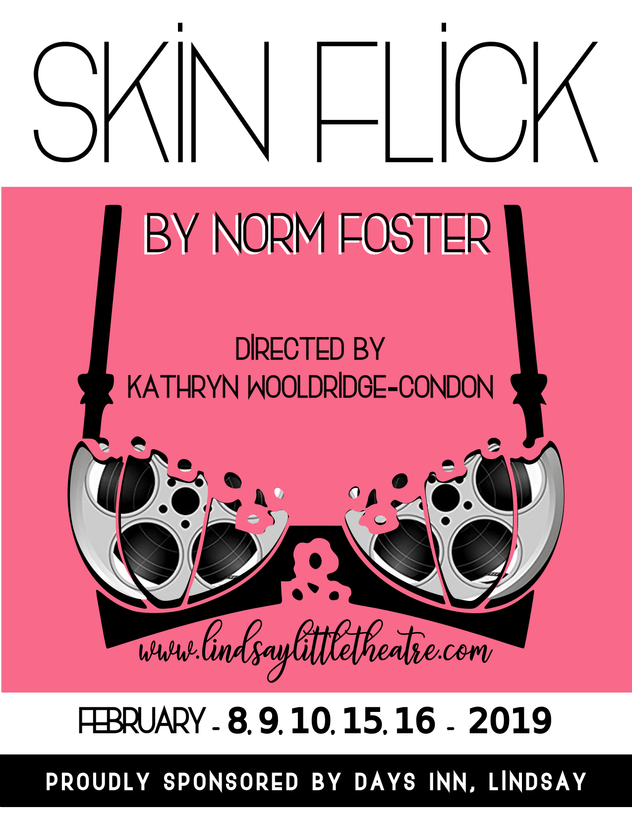 SKiN FLiCK
BY NORM FOSTER
DiRECTED BY
KATHRYN WOOLDRiDGE-CONDON
www.lindsaylittletheatre.com
FEBRUARY - 8, 9, 10, 15, 16 - 2019
PROUDLY SPONSORED BY DAYS INN, LiNDSAY